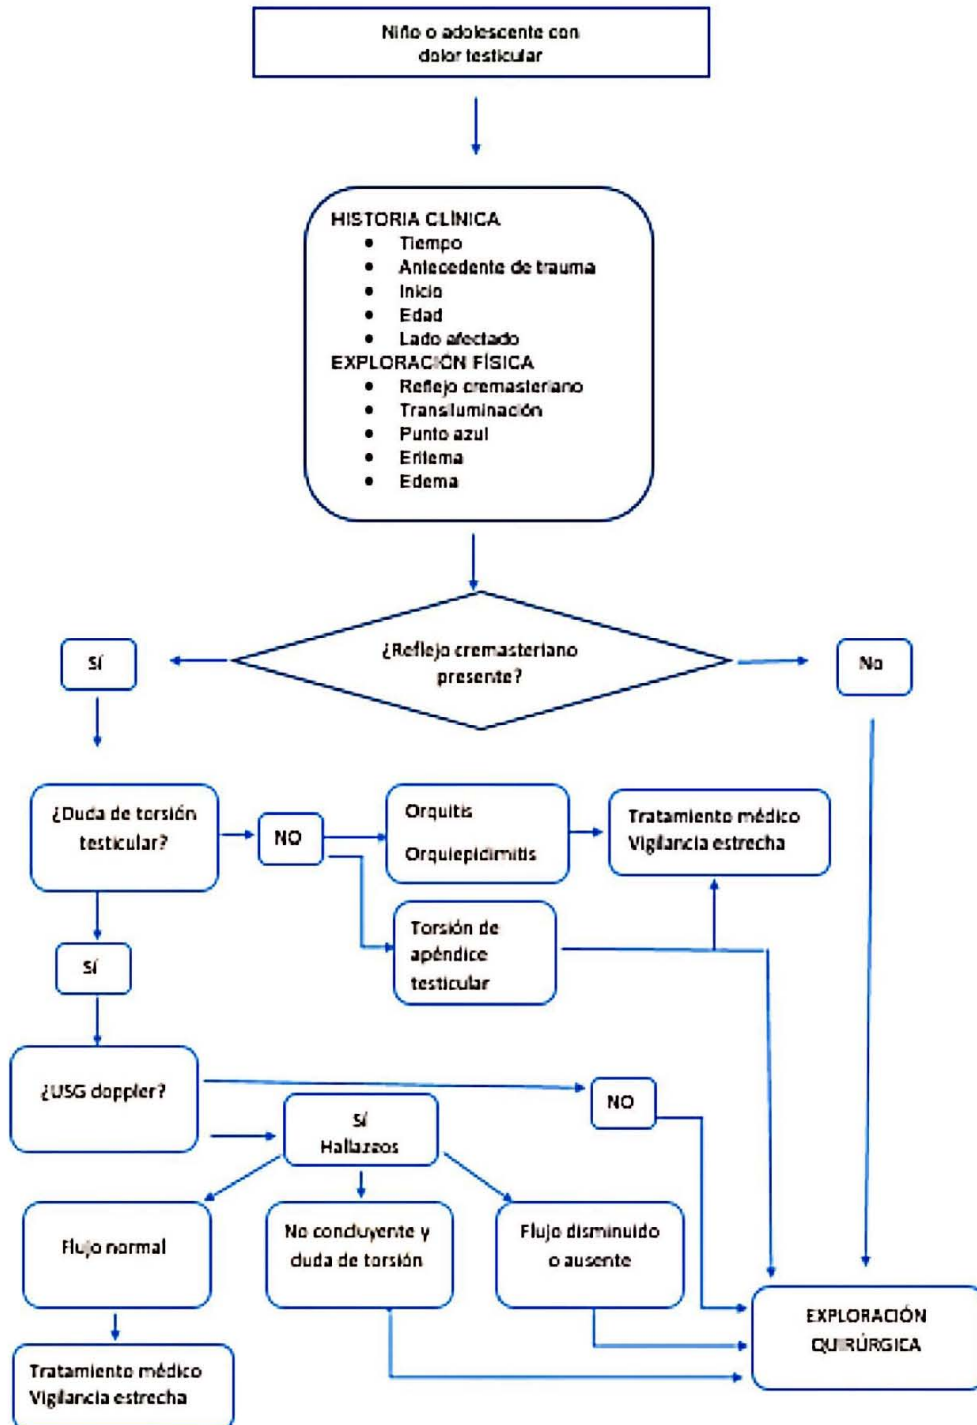 Niño o adolescente con
dolor testicular
HISTORIA CLÍNICA
• Tiempo
• Antecedente de trauma
• Inicio
• Edad
• Lado afectado
EXPLORACIÓN FÍSICA
• Reflejo cremasteriano
• Transiluminación
• Punto azul
• Eritema
• Edema
¿Reflejo cremasteriano
presente?
Sí
No
¿Duda de torsión
testicular?
NO
Orquitis
Orquiepidimitis
Tratamiento médico
Vigilancia estrecha
Torsión de
apéndice
testicular
Sí
¿USG doppler?
NO
Sí
Hallazgos
Flujo normal
No concluyente y
duda de torsión
Flujo disminuido
o ausente
EXPLORACIÓN
QUIRÚRGICA
Tratamiento médico
Vigilancia estrecha